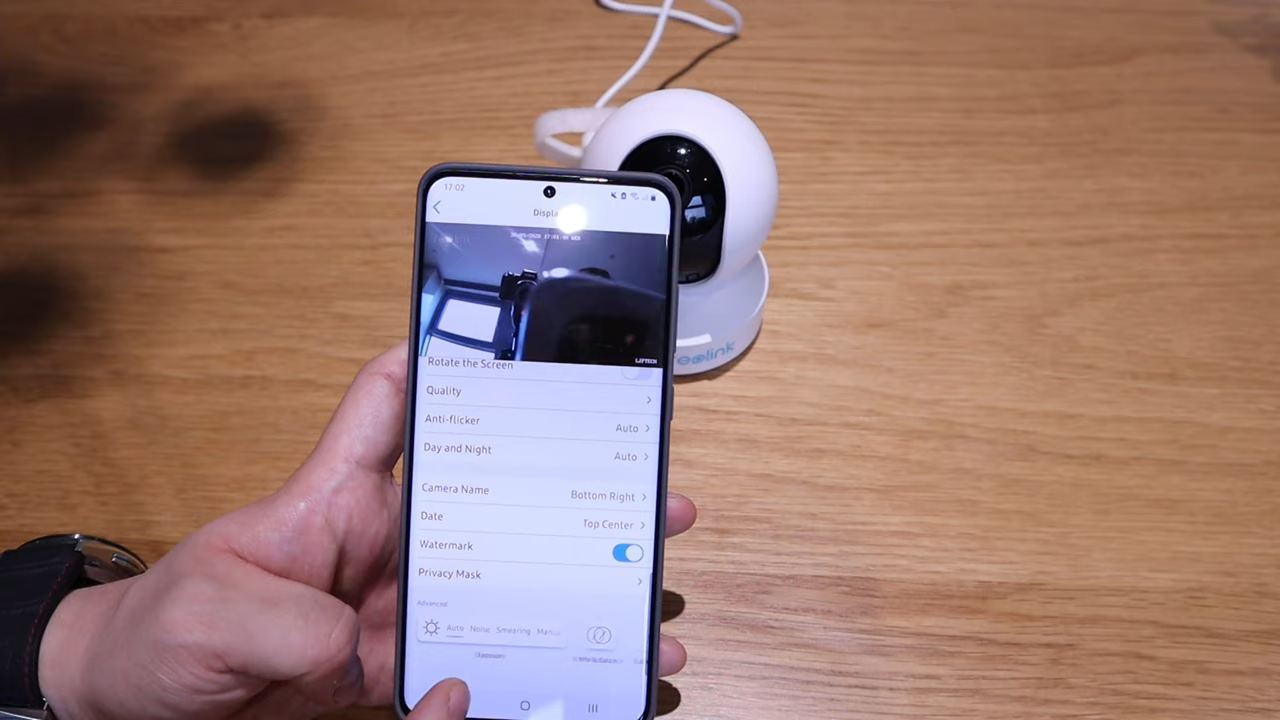 17:02
Display
Rotate the Screen
Quality
Anti-flicker Auto
Day and Night Auto
Camera Name Bottom Right
Date Top Center
Watermark
Privacy Mask
Advanced
Auto Noise Smearing
reolink